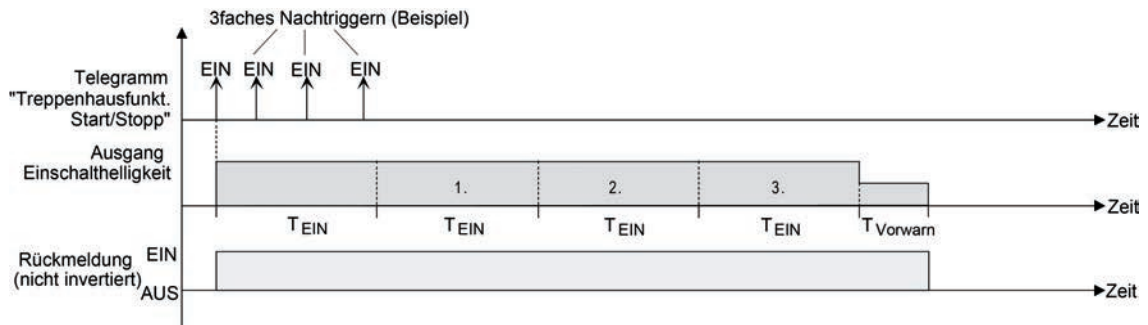 3faches Nachtriggern (Beispiel)
EIN EIN EIN EIN
Telegramm
"Treppenhausfunkt.
Start/Stopp"
Zeit
Ausgang
Einschalthelligkeit
1. 2. 3.
Zeit
TEIN TEIN TEIN TEIN TVorwarn
Rückmeldung
(nicht invertiert)
EIN
AUS
Zeit